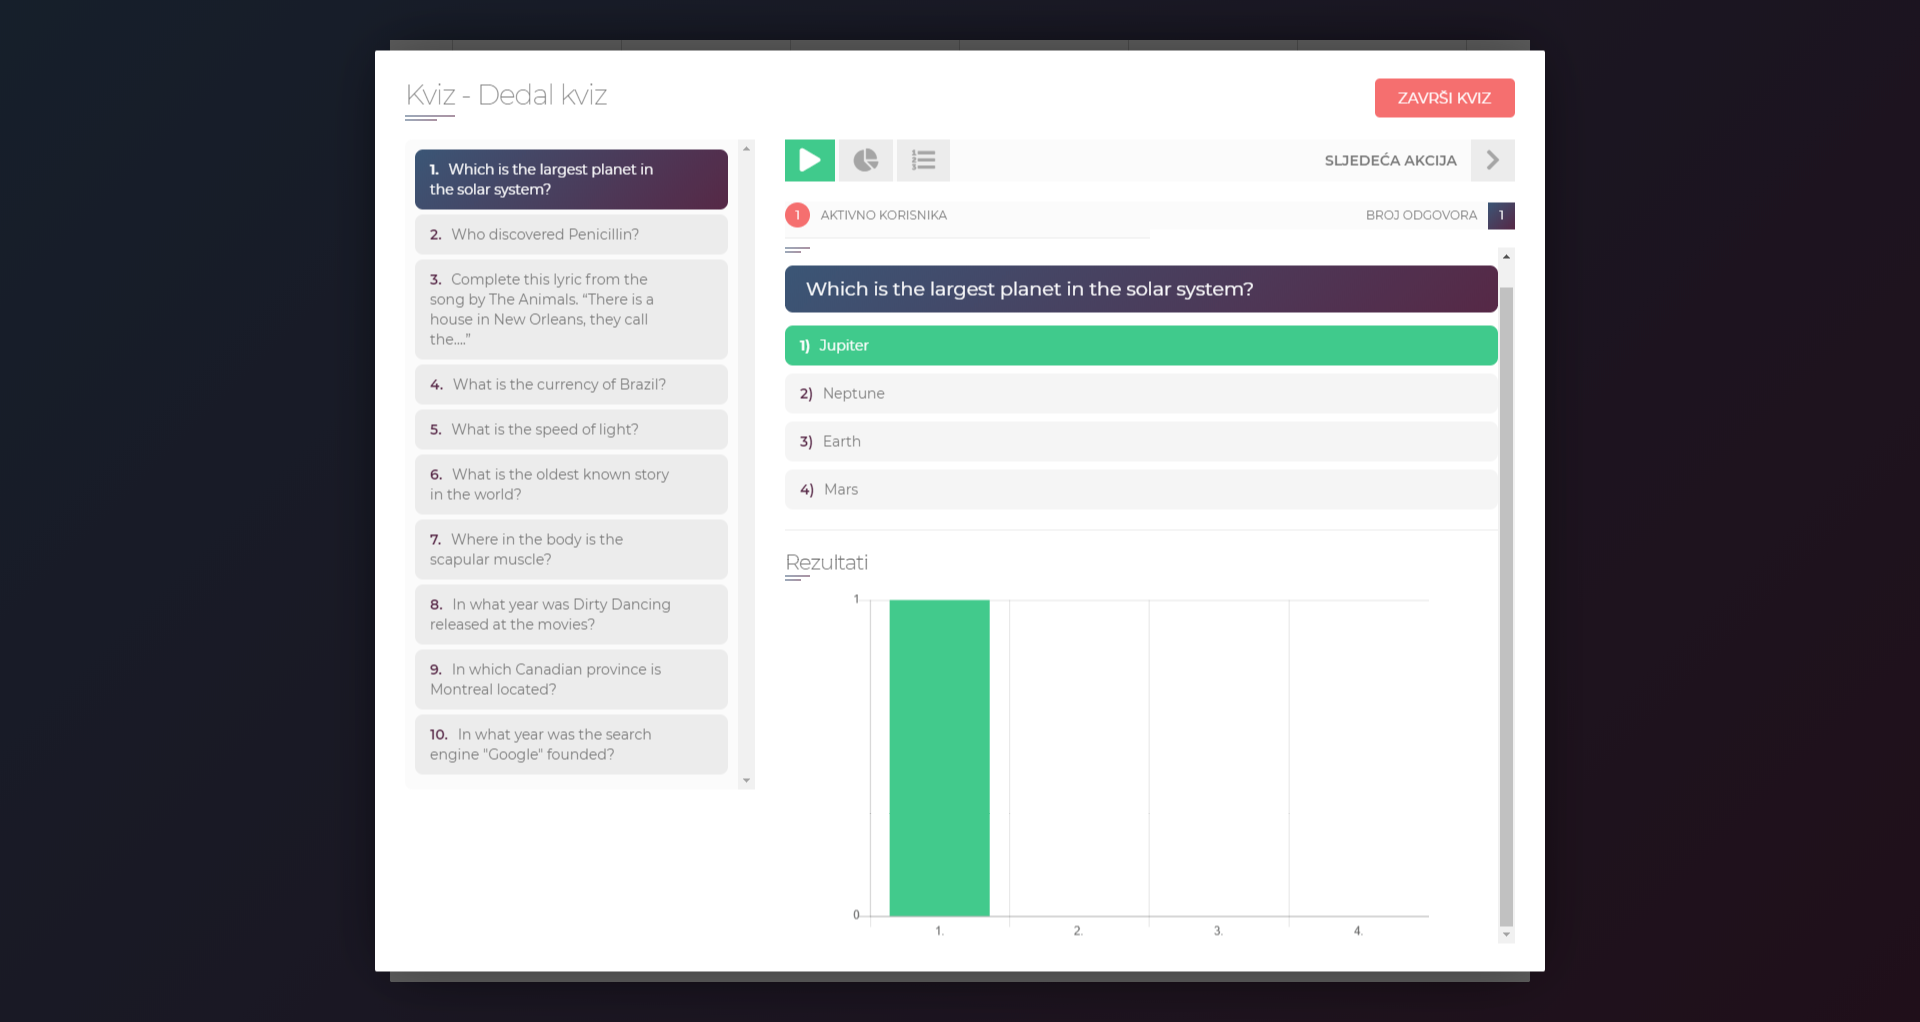 Kviz - Dedal kviz
ZAVRŠI KVIZ
1. Which is the largest planet in
the solar system?
2. Who discovered Penicillin?
3. Complete this lyric from the
song by The Animals. “There is a
house in New Orleans, they call
the....”
4. What is the currency of Brazil?
5. What is the speed of light?
6. What is the oldest known story
in the world?
7. Where in the body is the
scapular muscle?
8. In what year was Dirty Dancing
released at the movies?
9. In which Canadian province is
Montreal located?
10. In what year was the search
engine "Google" founded?
SLJEDEĆA AKCIJA
1 AKTIVNO KORISNIKA
BROJ ODGOVORA 1
Which is the largest planet in the solar system?
1) Jupiter
2) Neptune
3) Earth
4) Mars
Rezultati
1
0
1. 2. 3. 4.